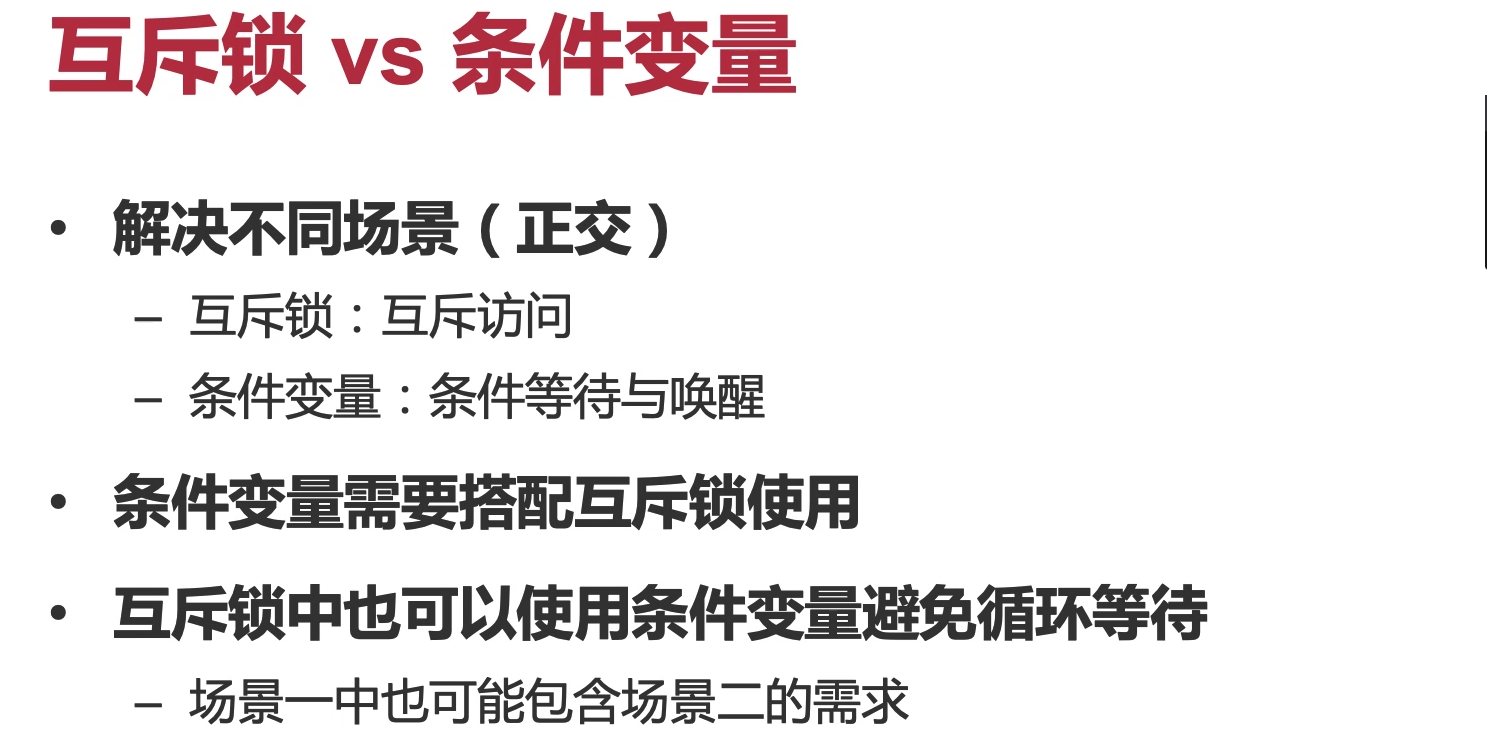 互斥锁 vs 条件变量
• 解决不同场景（正交）
– 互斥锁：互斥访问
– 条件变量：条件等待与唤醒
• 条件变量需要搭配互斥锁使用
• 互斥锁中也可以使用条件变量避免循环等待
– 场景一中也可能包含场景二的需求